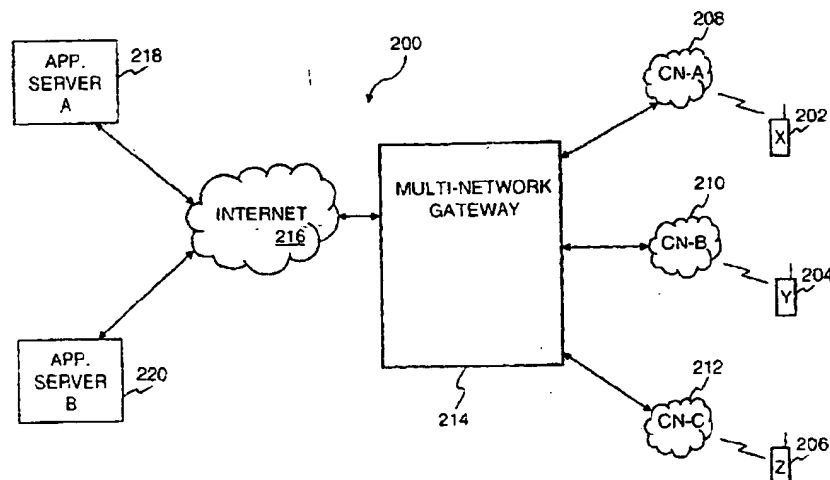 APP.
SERVER
A
218
200
208
CN-A
202
X
INTERNET
216
MULTI-NETWORK
GATEWAY
210
CN-B
204
Y
APP.
SERVER
B
220
214
212
CN-C
206
Z